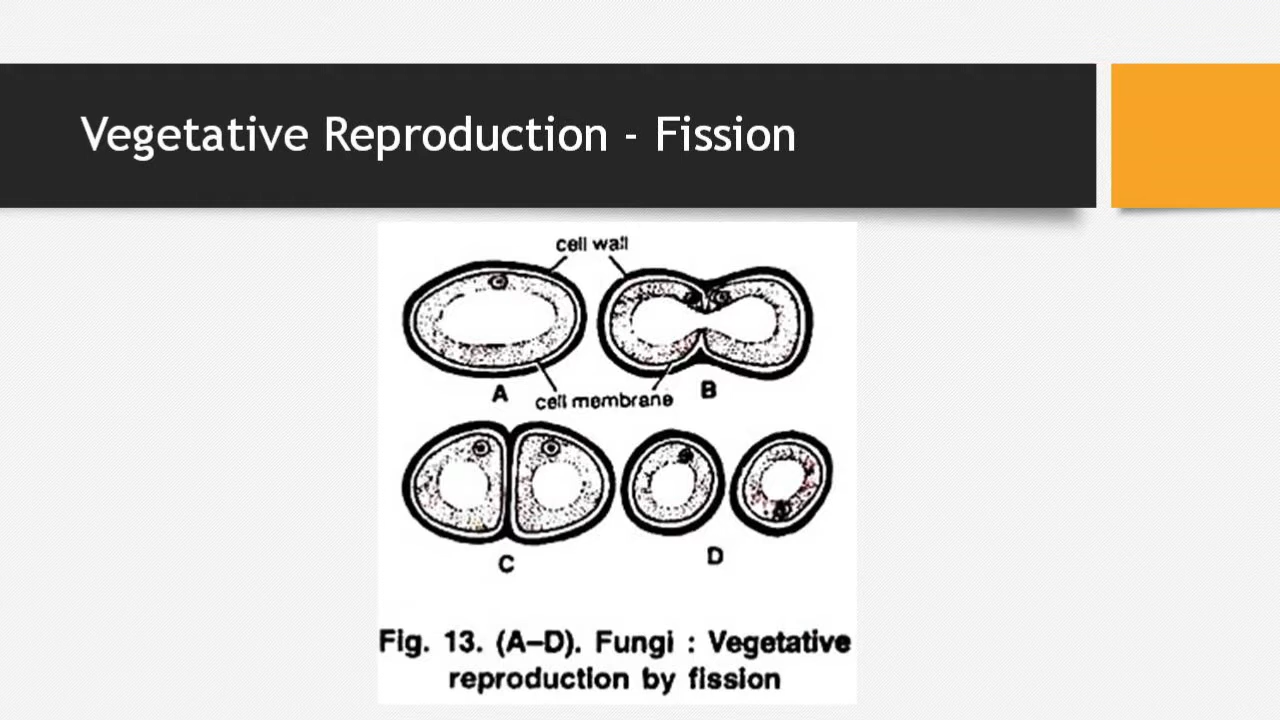 Vegetative Reproduction - Fission
cell wall
A
cell membrane
B
C
D
Fig. 13. (A–D). Fungi : Vegetative
reproduction by fission